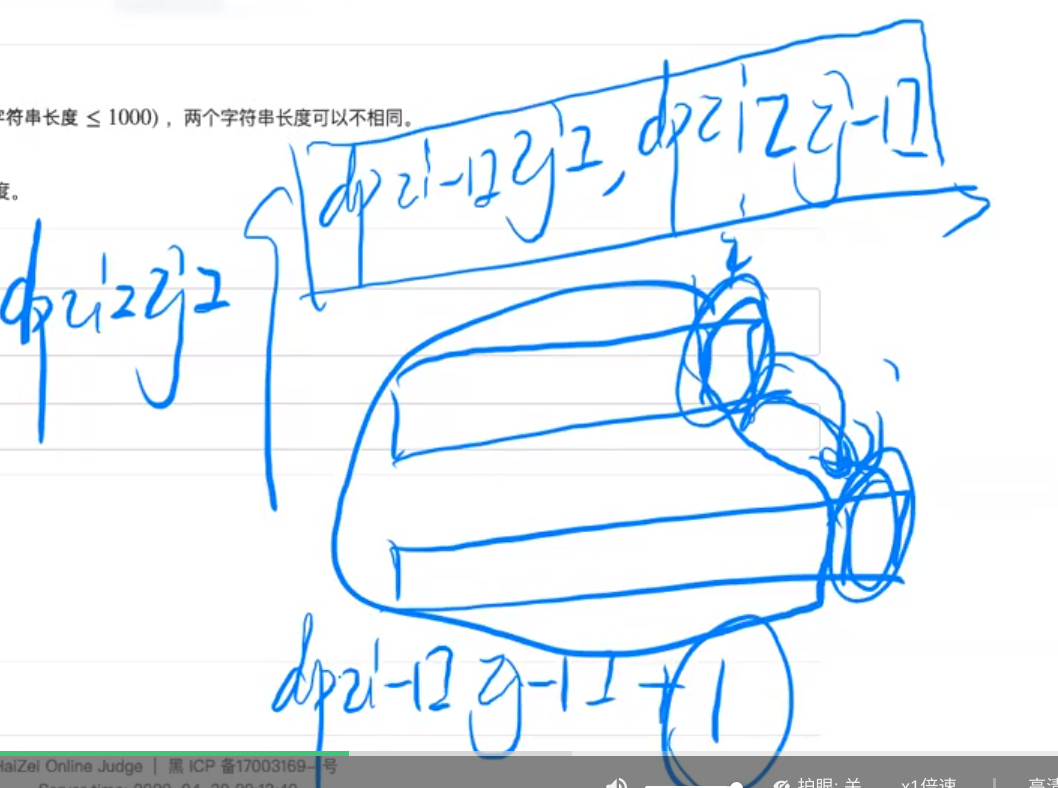 字符串长度 ≤ 1000），两个字符串长度可以不相同。
度。
dp[i-1][j], dp[i][j-1]
dp[i][j]
i
j
dp[i-1][j-1] + 1
HaiZei Online Judge | 黑 ICP 备17003169-号
护眼: 关 x1倍速 | 高清